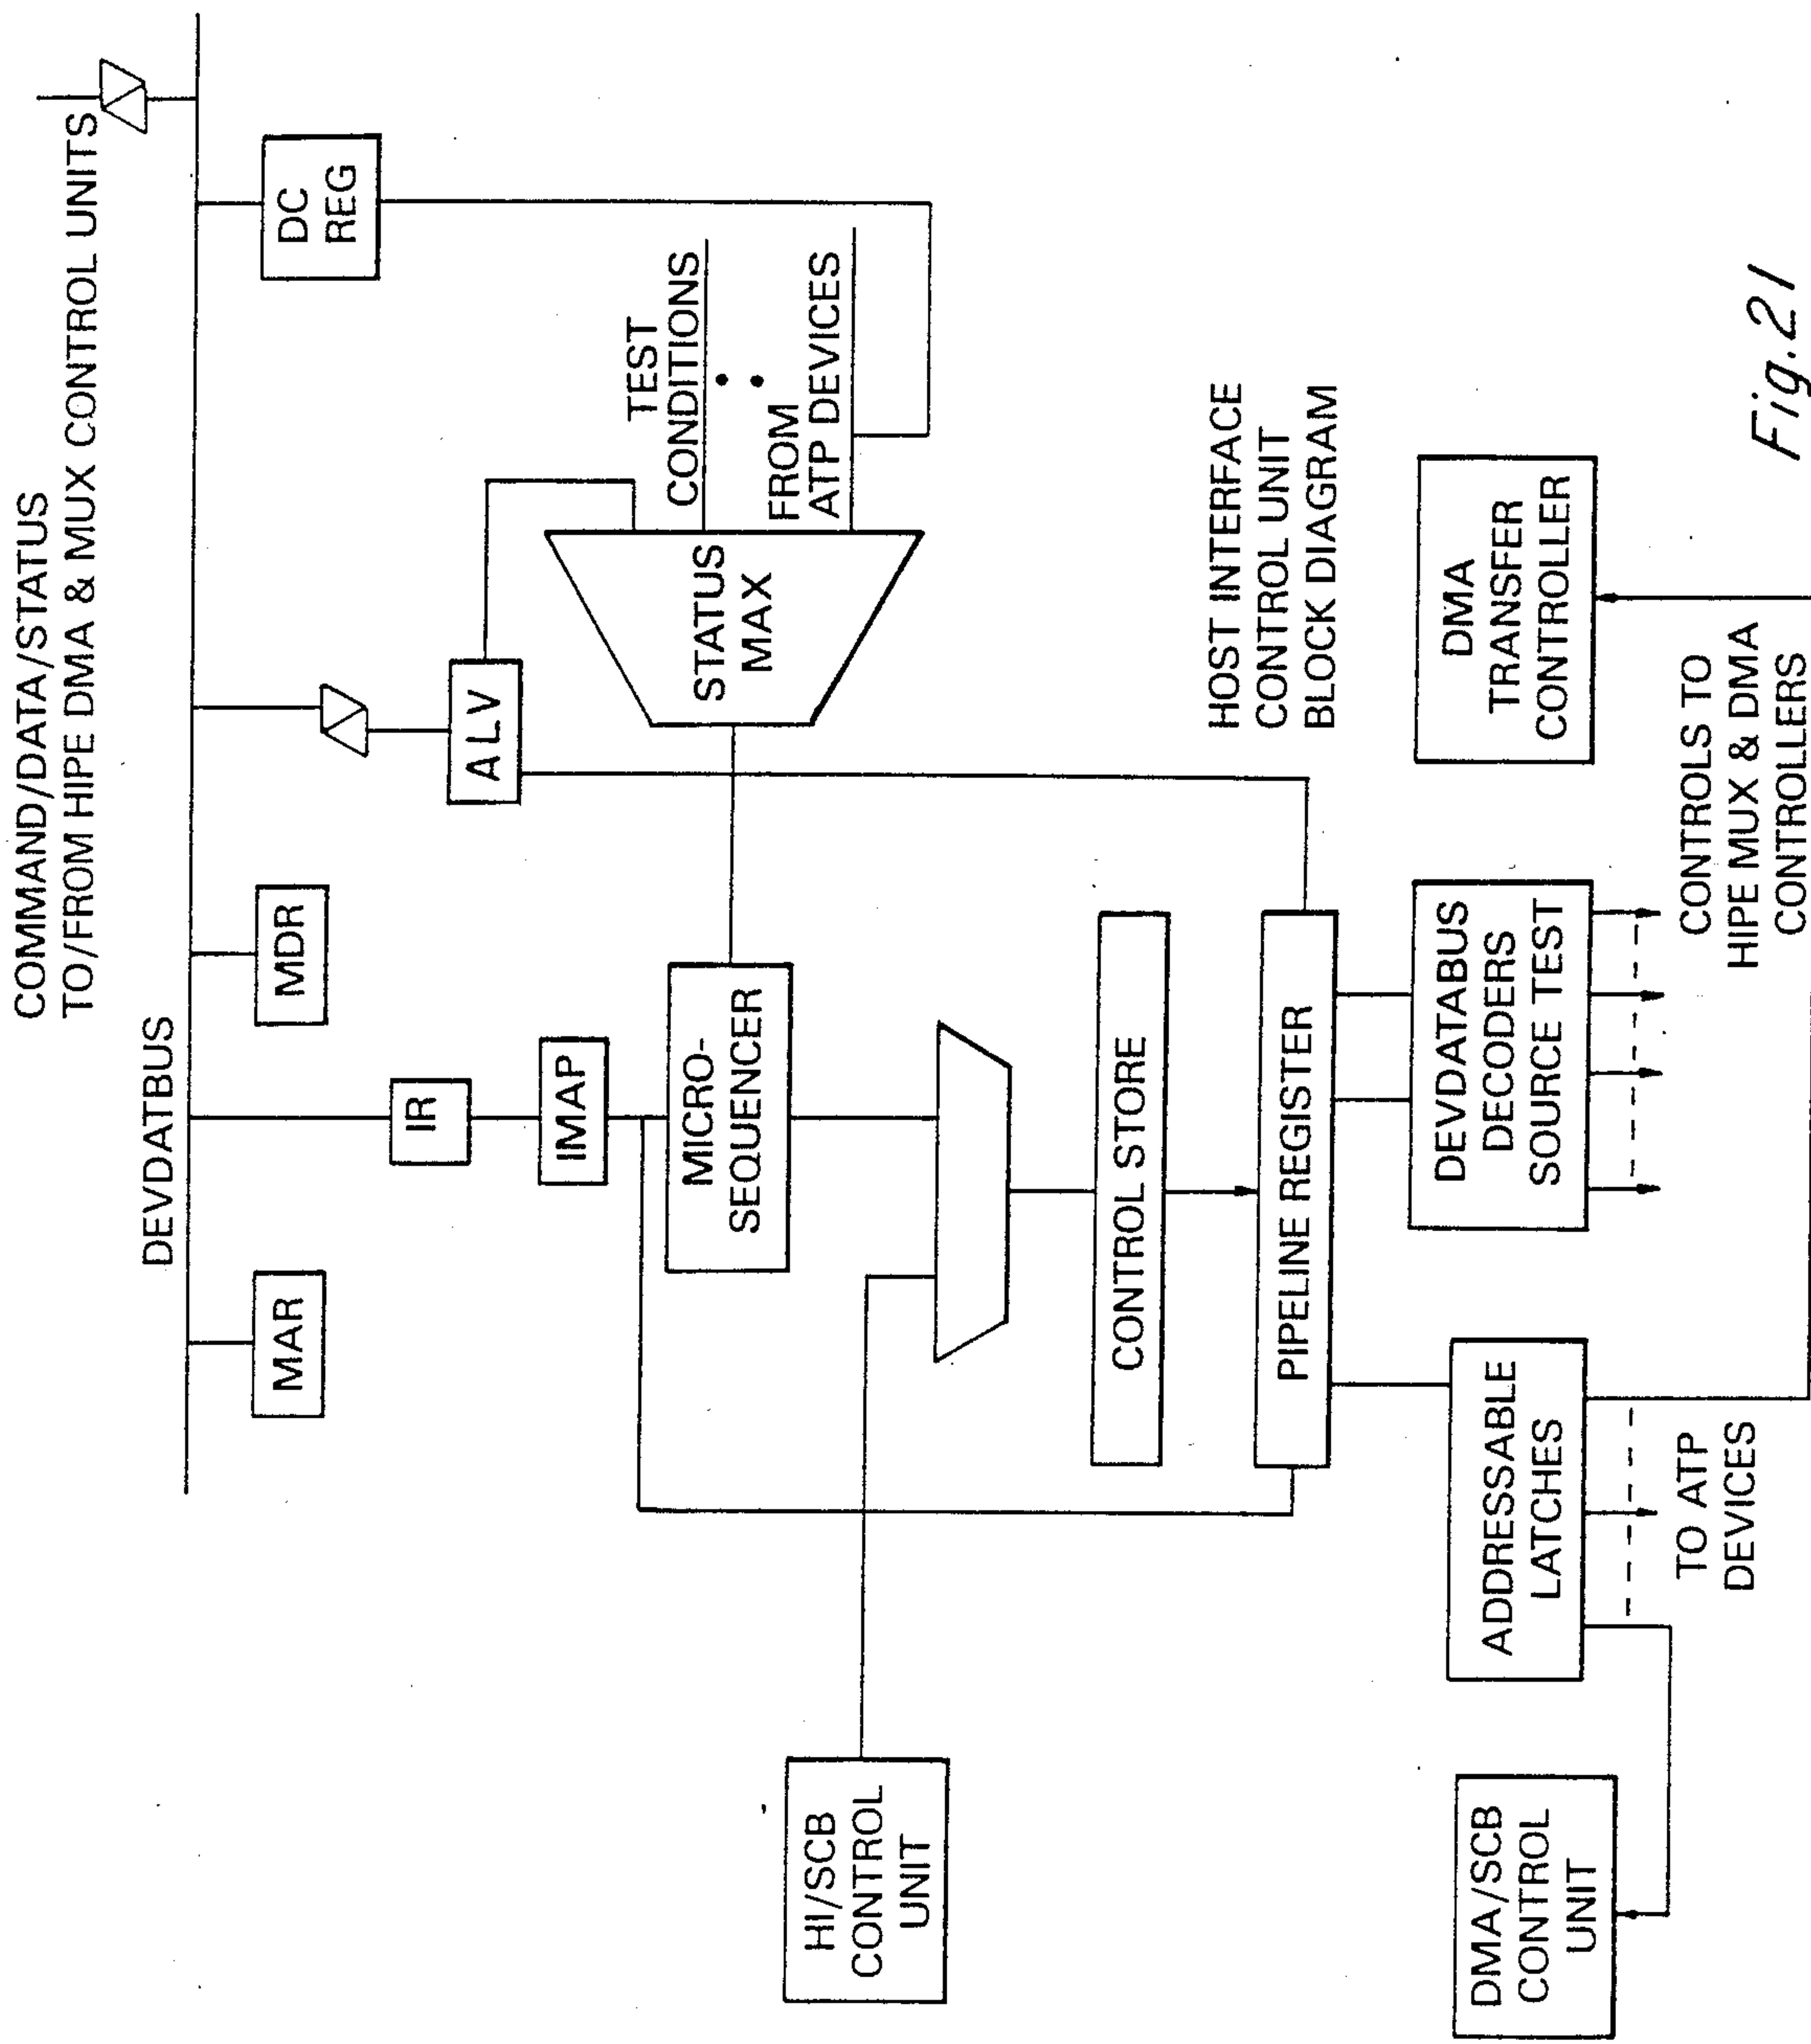 COMMAND/DATA/STATUS
TO/FROM HIPE DMA & MUX CONTROL UNITS
DEVDATBUS
MAR
MDR
DC
REG
IR
IMAP
ALV
TEST
CONDITIONS
FROM
ATP DEVICES
MICRO-
SEQUENCER
STATUS
MAX
HI/SCB
CONTROL
UNIT
CONTROL STORE
PIPELINE REGISTER
HOST INTERFACE
CONTROL UNIT
BLOCK DIAGRAM
DMA/SCB
CONTROL
UNIT
ADDRESSABLE
LATCHES
DEVDATABUS
DECODERS
SOURCE TEST
DMA
TRANSFER
CONTROLLER
TO ATP
DEVICES
CONTROLS TO
HIPE MUX & DMA
CONTROLLERS
Fig.21